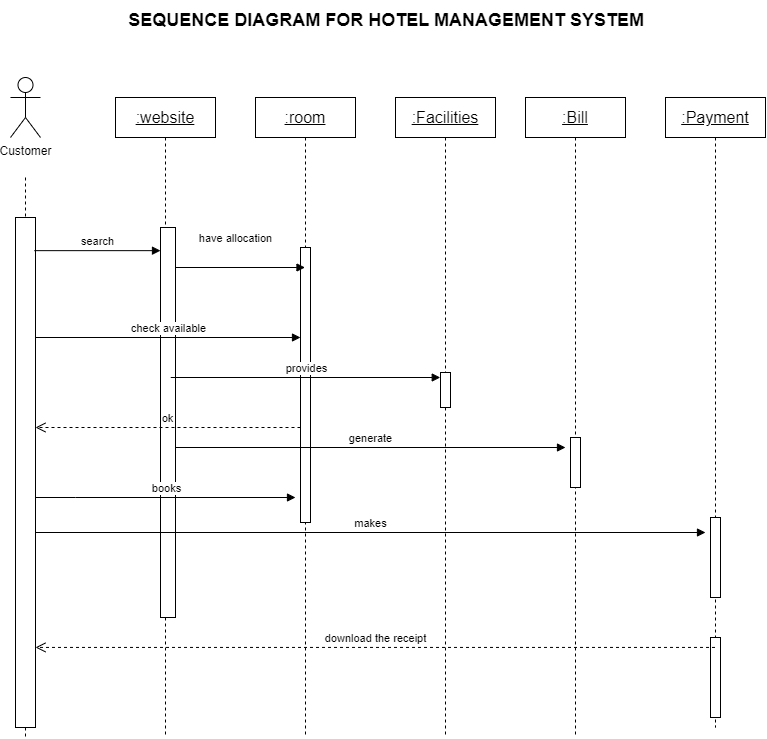 SEQUENCE DIAGRAM FOR HOTEL MANAGEMENT SYSTEM
:website
:room
:Facilities
:Bill
:Payment
Customer
search
have allocation
check available
provides
ok
generate
books
makes
download the receipt